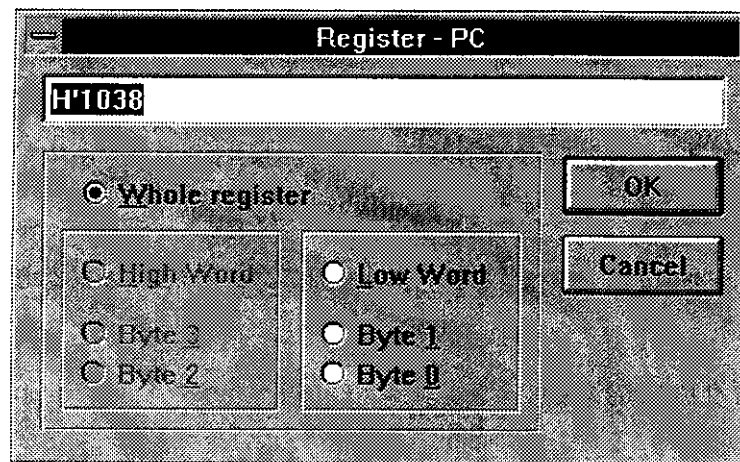 Register - PC
H'1038
Whole register
OK
High Word
Low Word
Cancel
Byte 3
Byte 1
Byte 2
Byte 0